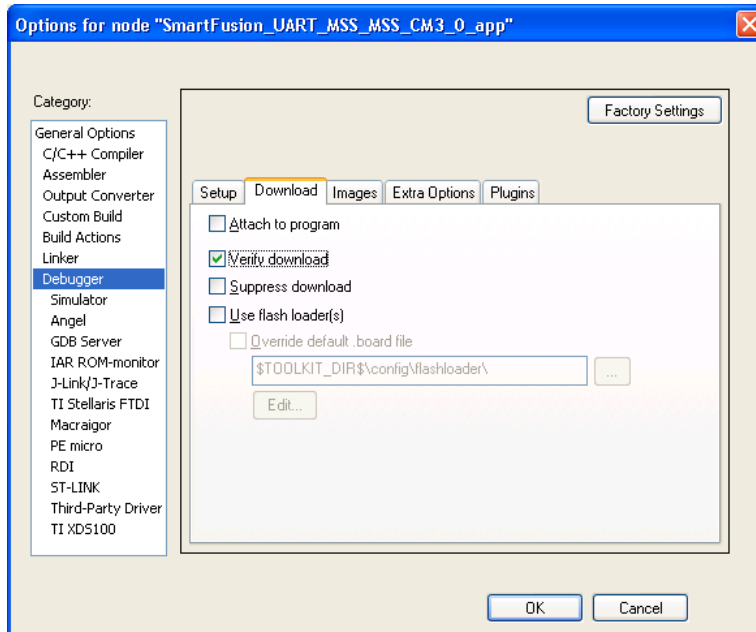 Options for node "SmartFusion_UART_MSS_MSS_CM3_0_app"
Category:
Factory Settings
General Options
C/C++ Compiler
Assembler
Output Converter
Custom Build
Build Actions
Linker
Debugger
Simulator
Angel
GDB Server
IAR ROM-monitor
J-Link/J-Trace
TI Stellaris FTDI
Macraigor
PE micro
RDI
ST-LINK
Third-Party Driver
TI XDS100
Setup Download Images Extra Options Plugins
Attach to program
Verify download
Suppress download
Use flash loader(s)
Override default .board file
$TOOLKIT_DIR$\config\flashloader\
...
Edit...
OK Cancel